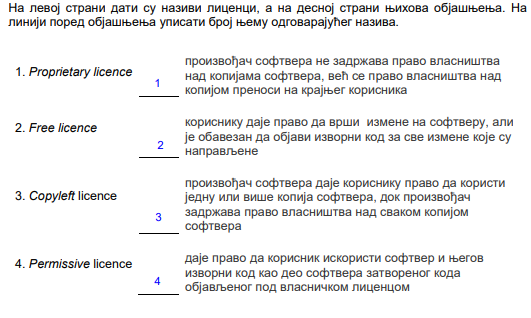 На левој страни дати су називи лиценци, а на десној страни њихова објашњења. На
линији поред објашњења уписати број њему одговарајућег назива.
1. Proprietary licence
1
произвођач софтвера не задржава право власништва
над копијама софтвера, већ се право власништва над
копијом преноси на крајњег корисника
2. Free licence
2
кориснику даје право да врши измене на софтверу, али
је обавезан да објави изворни код за све измене које су
направљене
3. Copyleft licence
3
произвођач софтвера даје кориснику право да користи
једну или више копија софтвера, док произвођач
задржава право власништва над сваком копијом
софтвера
4. Permissive licence
4
даје право да корисник искористи софтвер и његов
изворни код као део софтвера затвореног кода
објављеног под власничком лиценцом